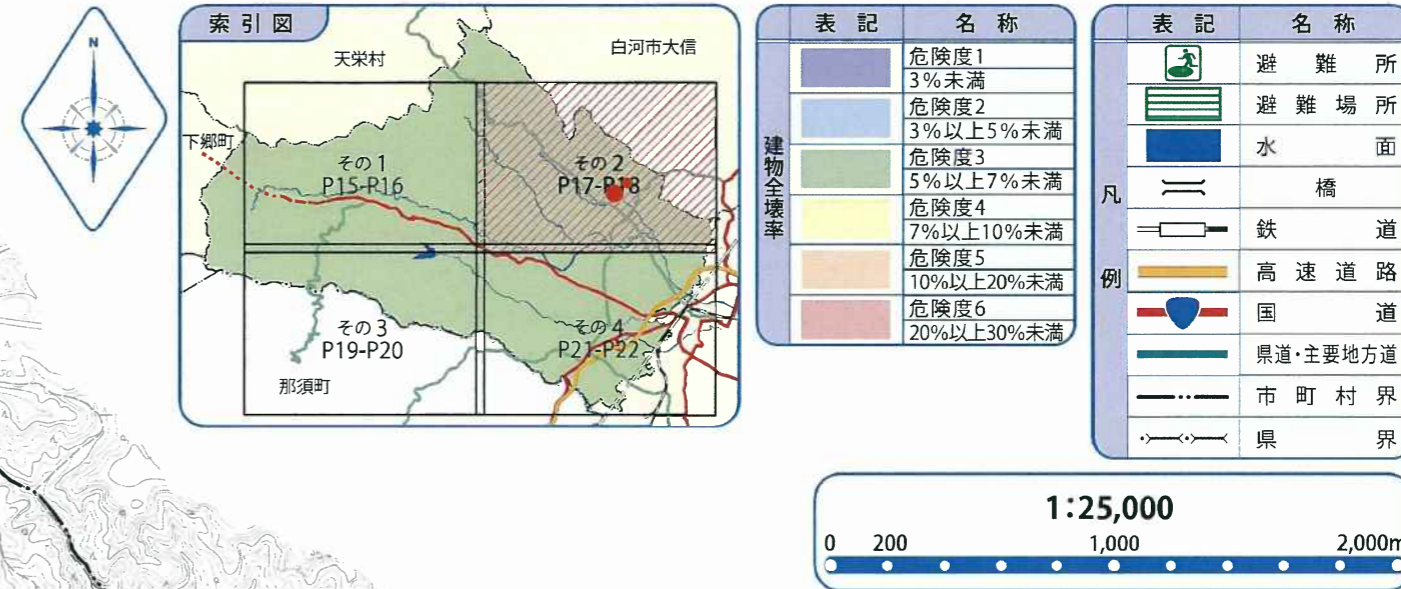 N
索引図
天栄村
白河市大信
下郷町
その1
P15-P16
その2
P17-P18
その3
P19-P20
その4
P21-P22
那須町
表記 名称
建物全壊率
危険度1
3%未満
危険度2
3%以上5%未満
危険度3
5%以上7%未満
危険度4
7%以上10%未満
危険度5
10%以上20%未満
危険度6
20%以上30%未満
凡例
表記 名称
避難所
避難場所
水面
橋
鉄道
高速道路
国道
県道・主要地方道
市町村界
県界
1:25,000
0 200 1,000 2,000m